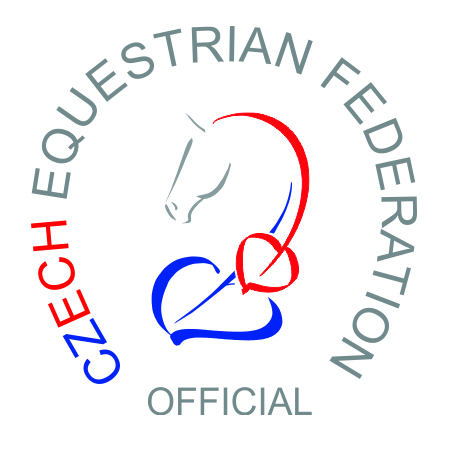 CZECH EQUESTRIAN FEDERATION
OFFICIAL